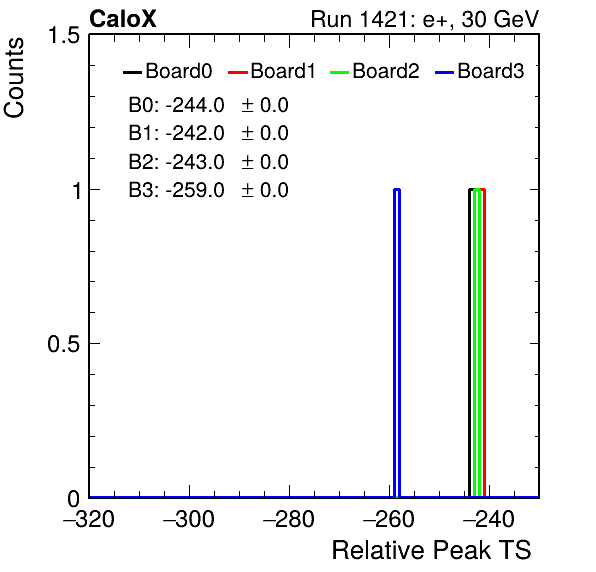 CaloX Run 1421: e+, 30 GeV
Counts
1.5
Board0 Board1 Board2 Board3
B0: -244.0 ± 0.0
B1: -242.0 ± 0.0
B2: -243.0 ± 0.0
B3: -259.0 ± 0.0
1
0.5
0
−320 −300 −280 −260 −240
Relative Peak TS